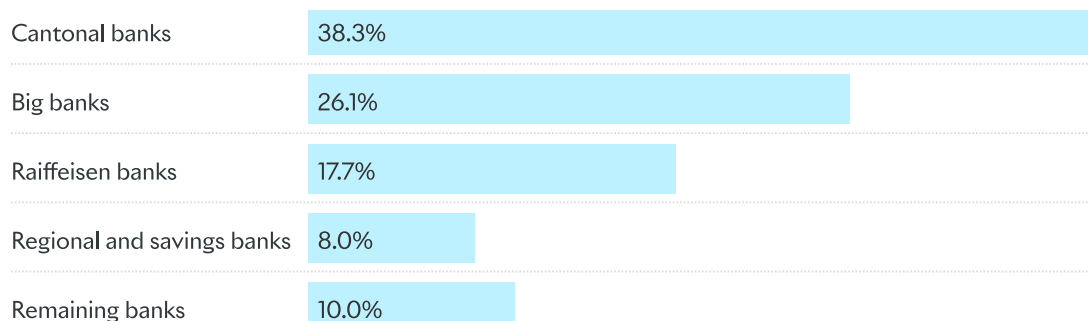 Cantonal banks 38.3%
Big banks 26.1%
Raiffeisen banks 17.7%
Regional and savings banks 8.0%
Remaining banks 10.0%